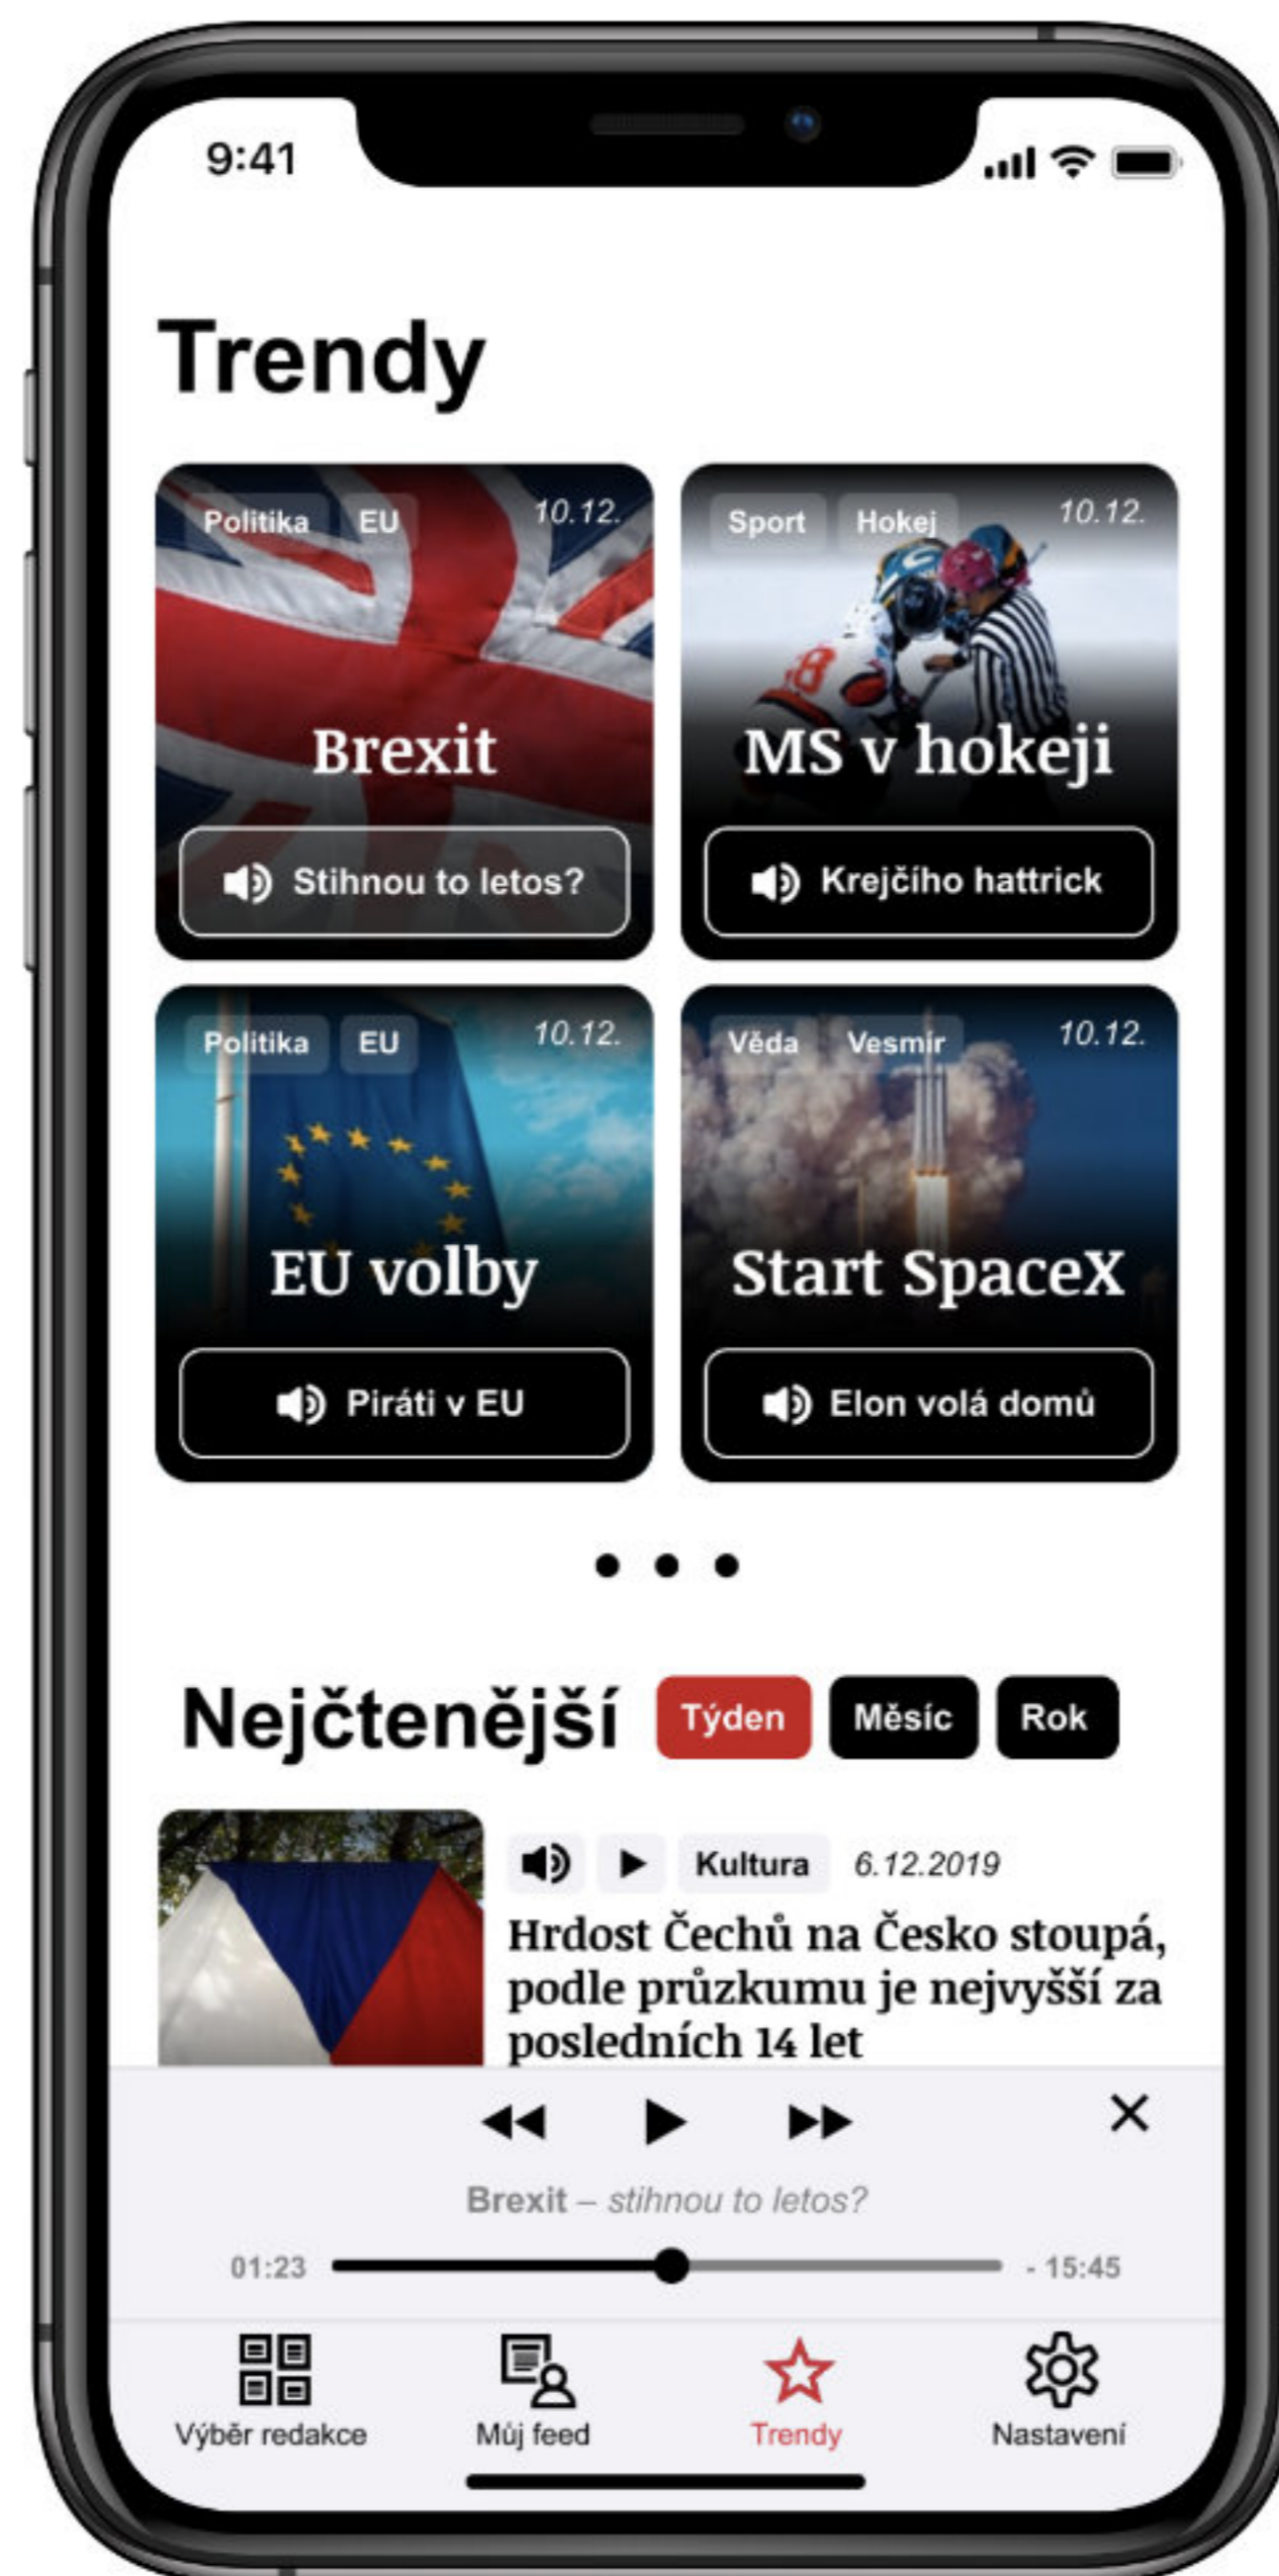 9:41
Trendy
Politika EU 10.12.
Brexit
Stihnou to letos?
Sport Hokej 10.12.
MS v hokeji
Krejčího hattrick
Politika EU 10.12.
EU volby
Piráti v EU
Věda Vesmír 10.12.
Start SpaceX
Elon volá domů
Nejčtenější Týden Měsíc Rok
Kultura 6.12.2019
Hrdost Čechů na Česko stoupá,
podle průzkumu je nejvyšší za
posledních 14 let
Brexit – stihnou to letos?
01:23 - 15:45
Výběr redakce Můj feed Trendy Nastavení